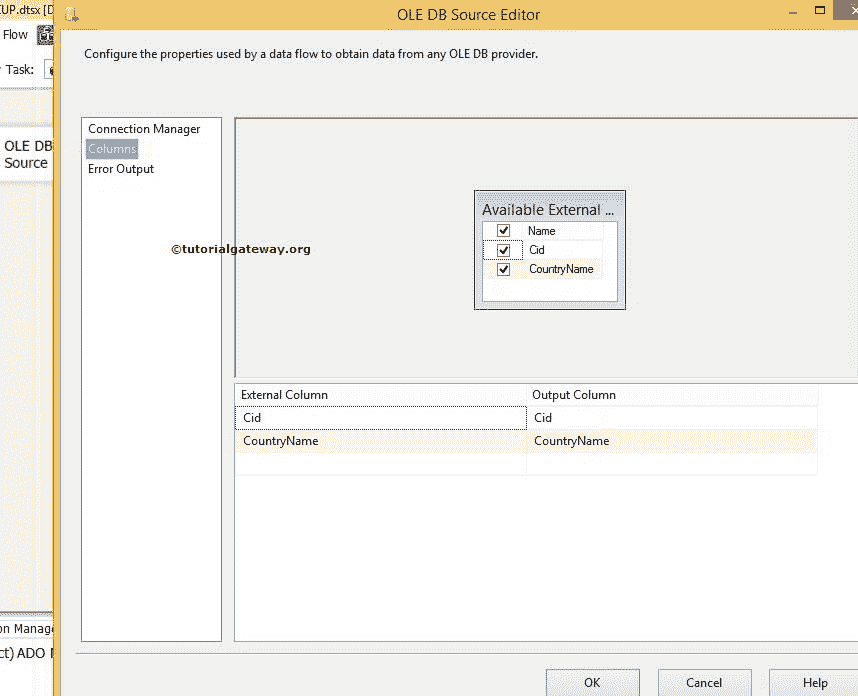 UP.dtsx [D
OLE DB Source Editor
Flow
Task:
Configure the properties used by a data flow to obtain data from any OLE DB provider.
OLE DB
Source
Connection Manager
Columns
Error Output
©tutorialgateway.org
Available External ...
Name
Cid
CountryName
External Column Output Column
Cid Cid
CountryName CountryName
on Manage
ct) ADO
OK Cancel Help